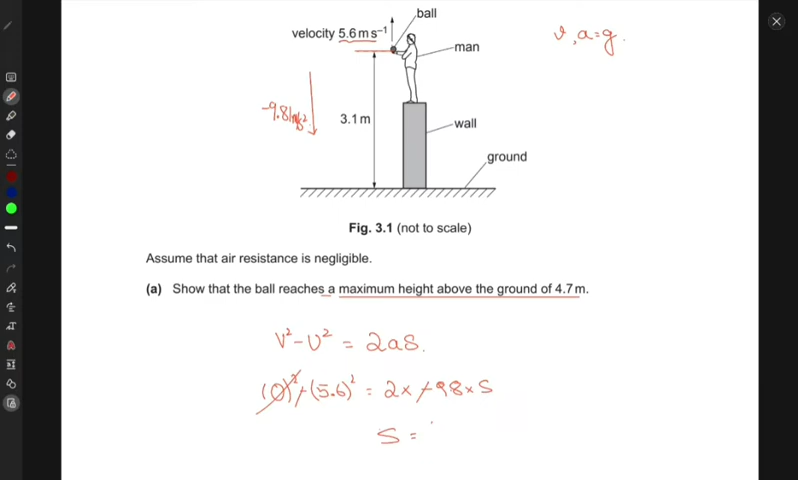 ball
velocity 5.6 m s⁻¹
v, a=g.
man
-9.81m/s²
3.1 m
wall
ground
Fig. 3.1 (not to scale)
Assume that air resistance is negligible.
(a) Show that the ball reaches a maximum height above the ground of 4.7 m.
V² - U² = 2aS.
(0)² - (5.6)² = 2 x -9.8 x S
S =